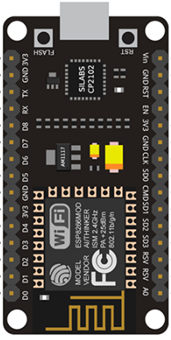 FLASH
RST
SILABS
CP2102
3V3
GND
TX
RX
D8
D7
D6
D5
GND
3V3
D4
D3
D2
D1
D0
Vin
GND
RST
EN
3V3
GND
CLK
SD0
CMD
SD1
SD2
SD3
RSV
RSV
A0
AM1117
WiFi
MODEL
VENDOR
ESP8266MOD
AI-THINKER
ISM 2.4GHz
PA +25dBm
802.11b/g/n
FC